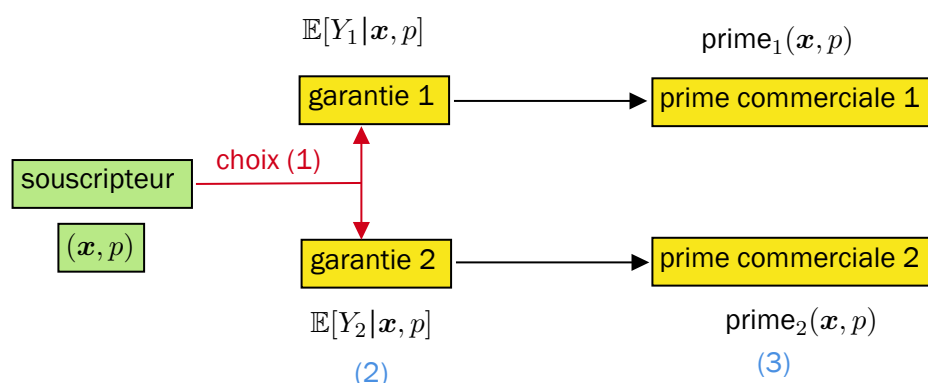 𝔼[Y₁|𝒙, p]
prime₁(𝒙, p)
garantie 1
prime commerciale 1
choix (1)
souscripteur
(𝒙, p)
garantie 2
prime commerciale 2
𝔼[Y₂|𝒙, p]
prime₂(𝒙, p)
(2)
(3)